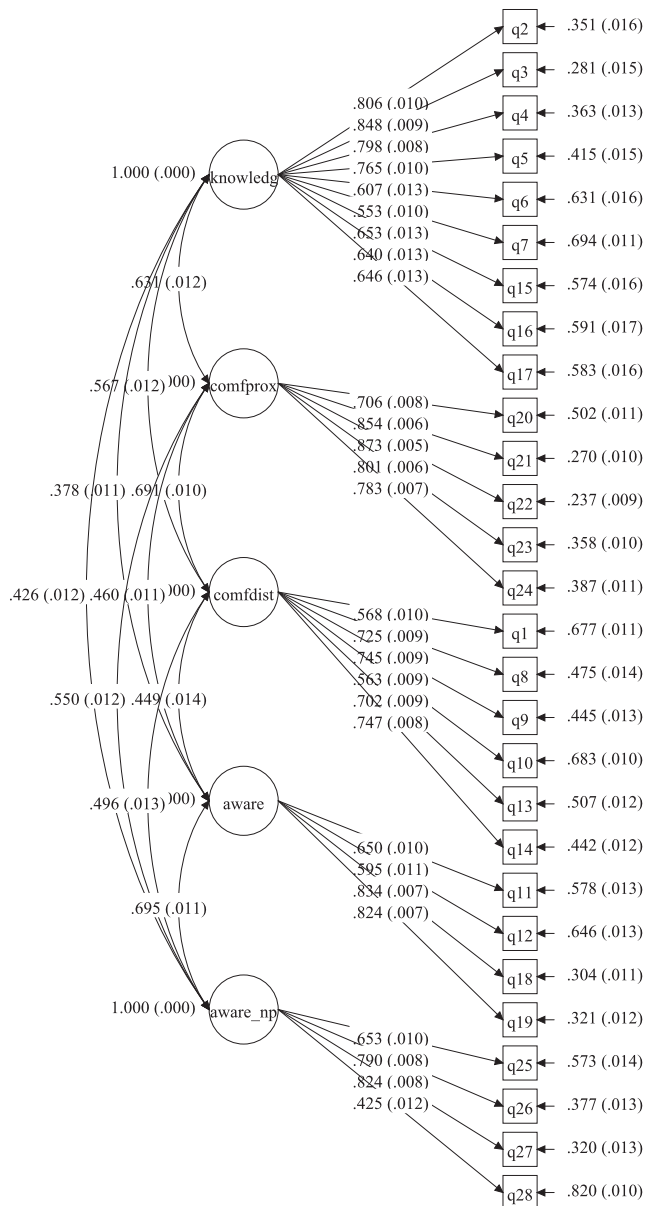 q2 .351 (.016)
q3 .281 (.015)
.806 (.010)
q4 .363 (.013)
.848 (.009)
.798 (.008)
q5 .415 (.015)
.765 (.010)
1.000 (.000) knowledg
.607 (.013)
q6 .631 (.016)
.553 (.010)
.653 (.013)
q7 .694 (.011)
.640 (.013)
.646 (.013)
.631 (.012)
q15 .574 (.016)
q16 .591 (.017)
q17 .583 (.016)
.567 (.012) 00) comfprox
.706 (.008)
q20 .502 (.011)
.854 (.006)
.873 (.005)
q21 .270 (.010)
.801 (.006)
.783 (.007)
.378 (.011) .691 (.010)
q22 .237 (.009)
q23 .358 (.010)
q24 .387 (.011)
.426 (.012) .460 (.011) 00) comfdist
.568 (.010)
q1 .677 (.011)
.725 (.009)
.745 (.009)
q8 .475 (.014)
.563 (.009)
.702 (.009)
.550 (.012) .449 (.014)
q9 .445 (.013)
.747 (.008)
q10 .683 (.010)
.496 (.013) 00) aware
q13 .507 (.012)
q14 .442 (.012)
.650 (.010)
.595 (.011)
q11 .578 (.013)
.834 (.007)
.695 (.011)
.824 (.007)
q12 .646 (.013)
q18 .304 (.011)
1.000 (.000) aware_np
q19 .321 (.012)
.653 (.010)
.790 (.008)
q25 .573 (.014)
.824 (.008)
.425 (.012)
q26 .377 (.013)
q27 .320 (.013)
q28 .820 (.010)